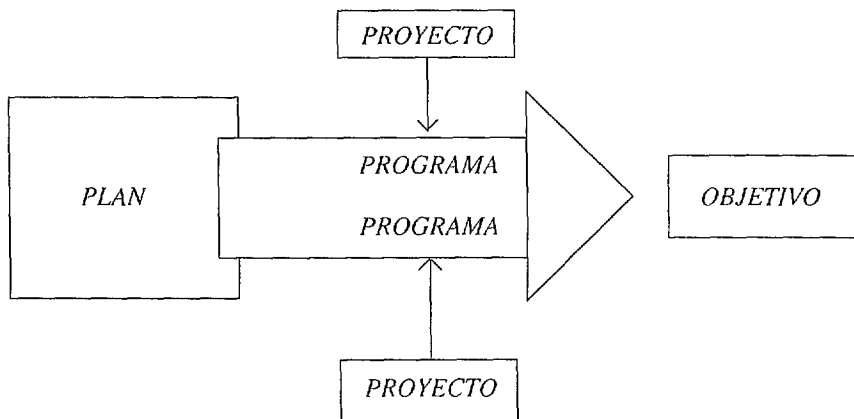 PROYECTO
PROGRAMA
PLAN
PROGRAMA
OBJETIVO
PROYECTO